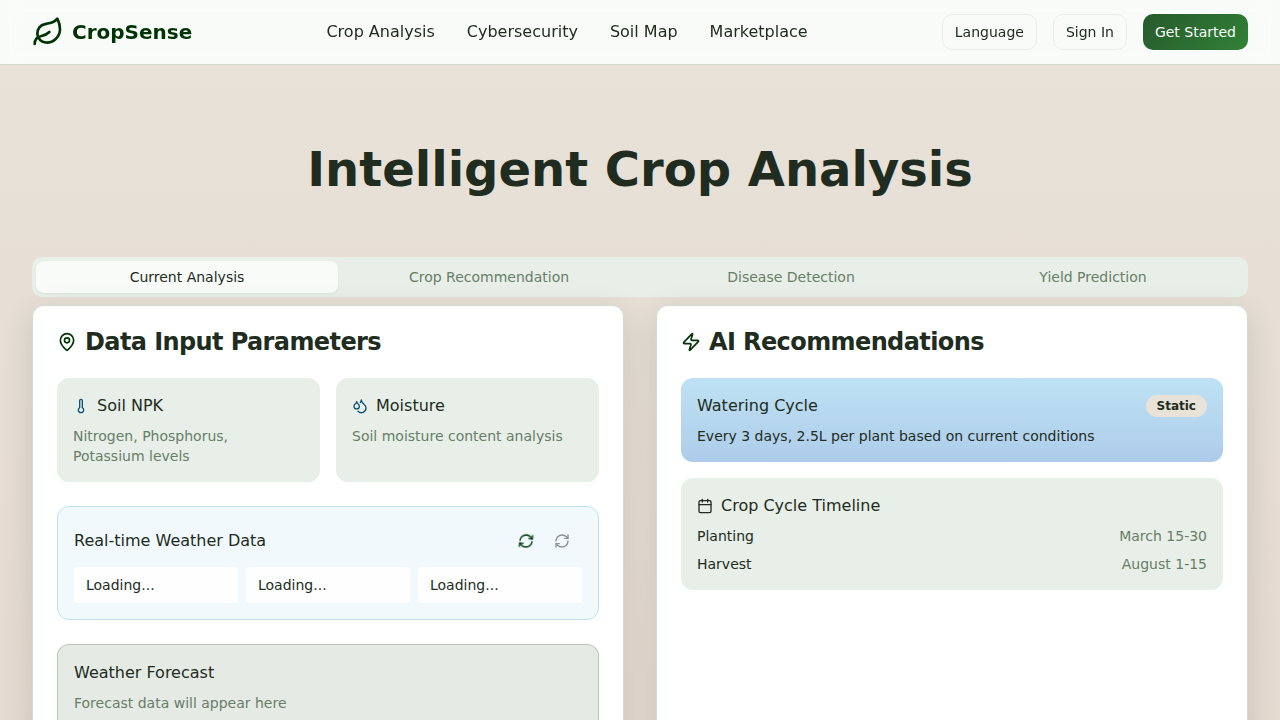 CropSense
Crop Analysis
Cybersecurity
Soil Map
Marketplace
Language
Sign In
Get Started
Intelligent Crop Analysis
Current Analysis
Crop Recommendation
Disease Detection
Yield Prediction
Data Input Parameters
Soil NPK
Nitrogen, Phosphorus,
Potassium levels
Moisture
Soil moisture content analysis
Real-time Weather Data
Loading...
Loading...
Loading...
Weather Forecast
Forecast data will appear here
AI Recommendations
Watering Cycle
Static
Every 3 days, 2.5L per plant based on current conditions
Crop Cycle Timeline
Planting
March 15-30
Harvest
August 1-15